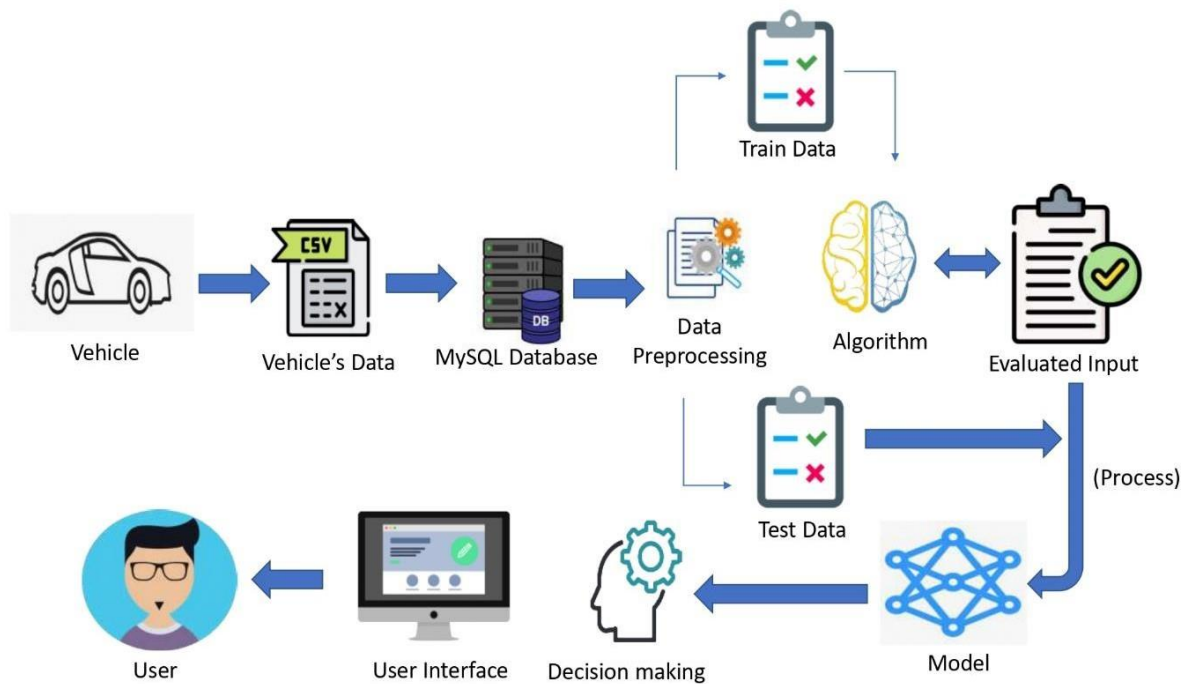 Train Data
CSV
DB
Vehicle
Vehicle's Data
MySQL Database
Data
Preprocessing
Algorithm
Evaluated Input
(Process)
Test Data
User
User Interface
Decision making
Model